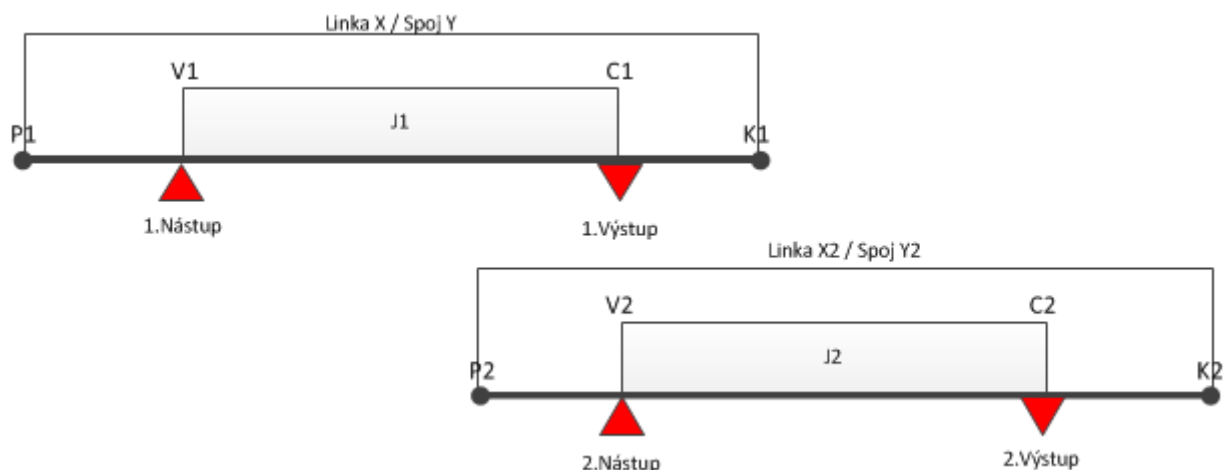 Linka X / Spoj Y
V1
C1
J1
P1
K1
1.Nástup
1.Výstup
Linka X2 / Spoj Y2
V2
C2
J2
P2
K2
2.Nástup
2.Výstup